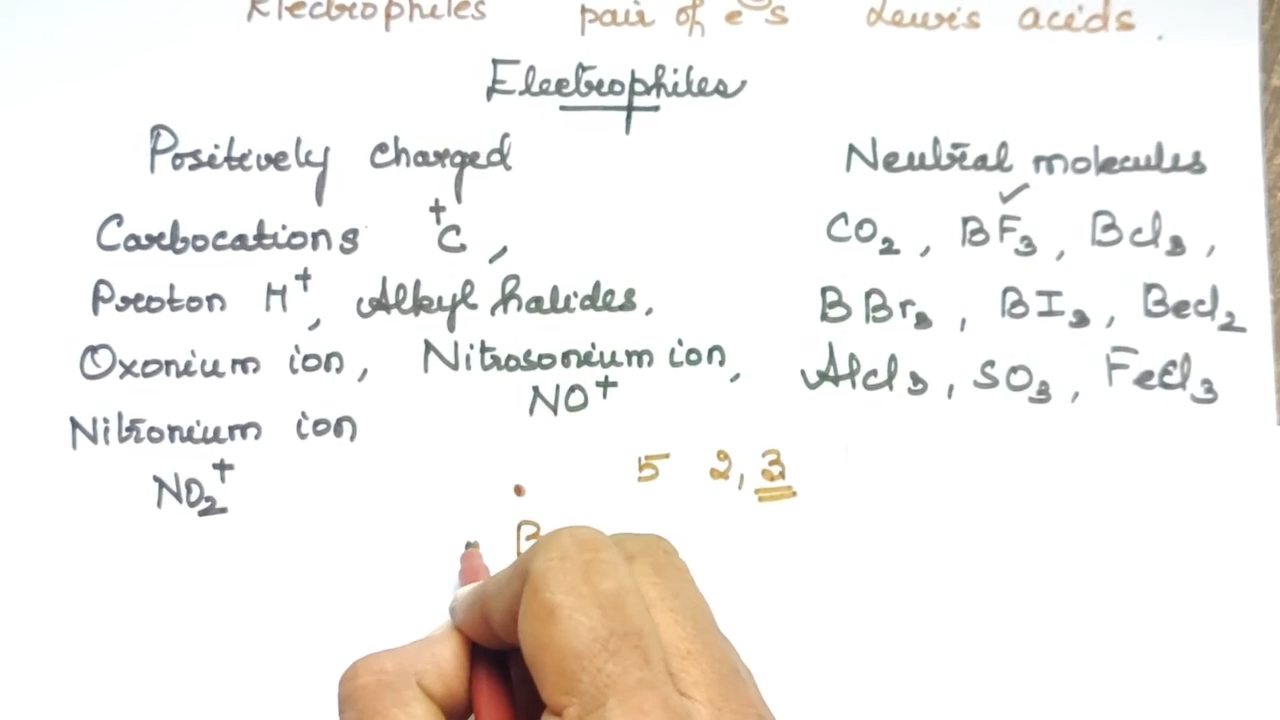 Electrophiles pair of e⁻s Lewis acids.
Electrophiles
Positively charged
Neutral molecules
Carbocations +C,
CO₂, BF₃, BCl₃,
Proton H⁺, Alkyl halides.
BBr₃, BI₃, BeCl₂
Oxonium ion, Nitrosonium ion, NO⁺
AlCl₃, SO₃, FeCl₃
Nitronium ion
NO₂⁺
5 2, 3
B